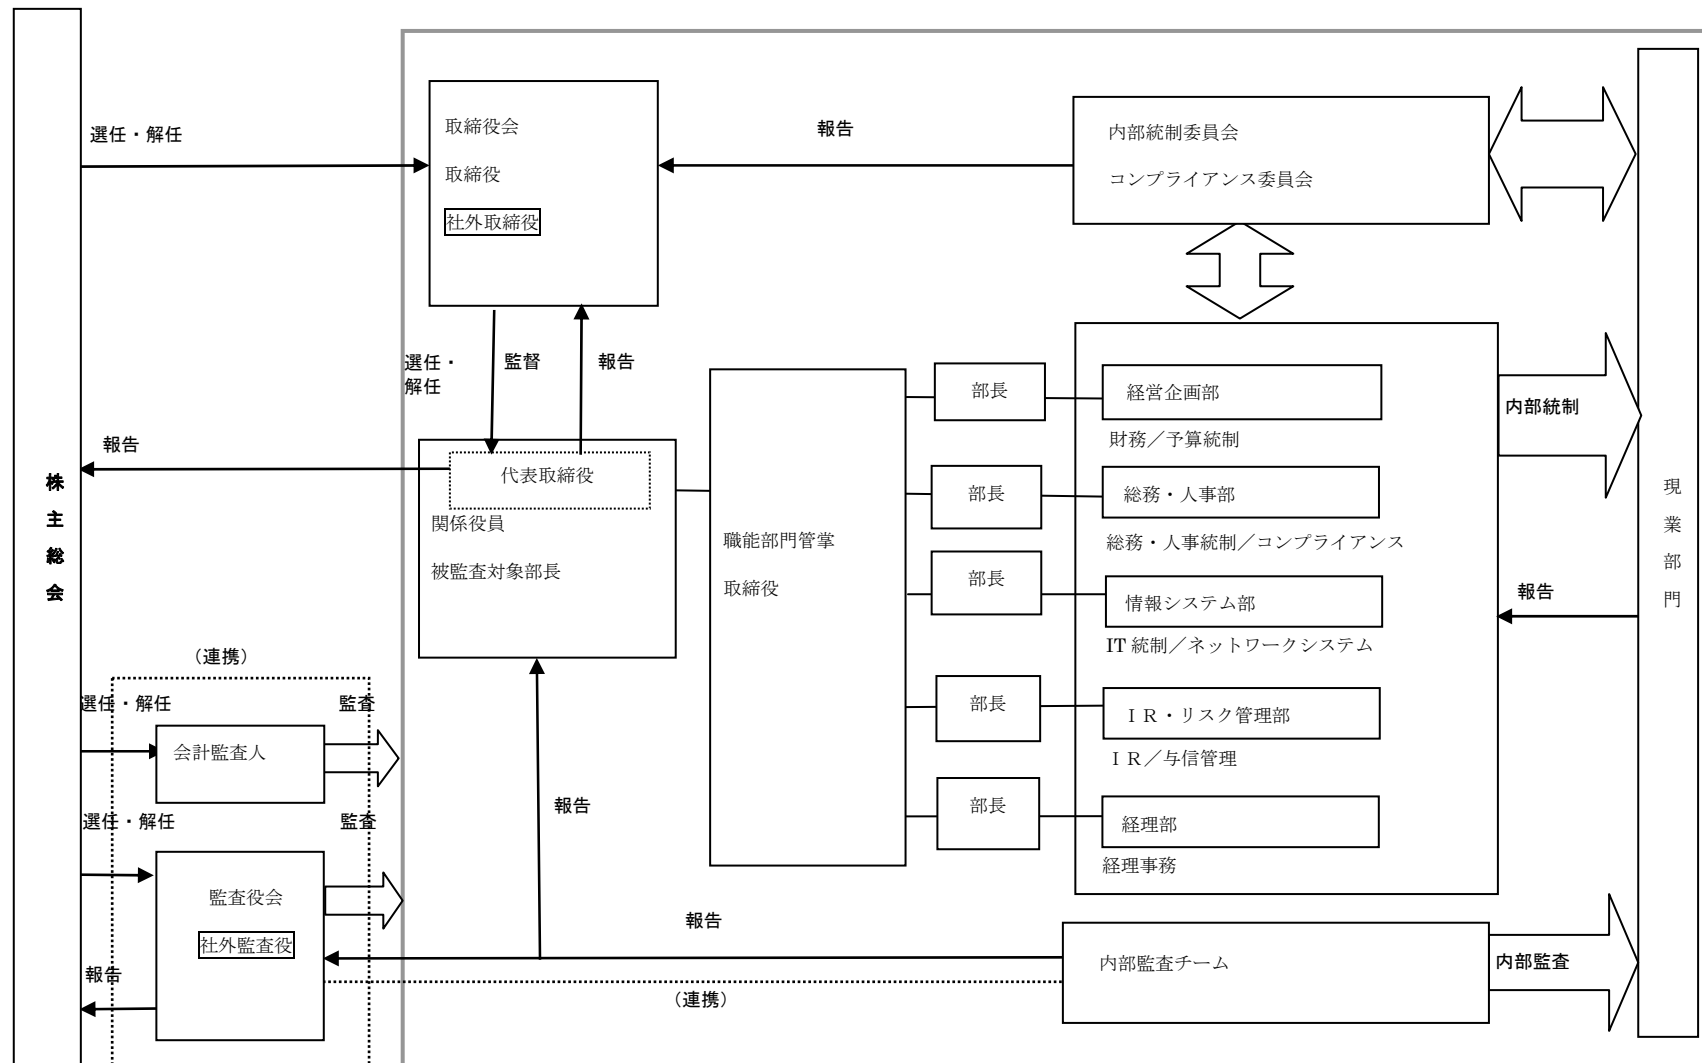 株主総会
選任・解任
取締役会
取締役
社外取締役
報告
内部統制委員会
コンプライアンス委員会
選任・
解任
監督
報告
報告
代表取締役
関係役員
被監査対象部長
職能部門管掌
取締役
部長
経営企画部
財務／予算統制
部長
総務・人事部
総務・人事統制／コンプライアンス
部長
情報システム部
IT 統制／ネットワークシステム
部長
ＩＲ・リスク管理部
ＩＲ／与信管理
部長
経理部
経理事務
内部統制
報告
現業部門
（連携）
選任・解任
監査
会計監査人
選任・解任
監査
監査役会
社外監査役
報告
報告
報告
（連携）
内部監査チーム
内部監査